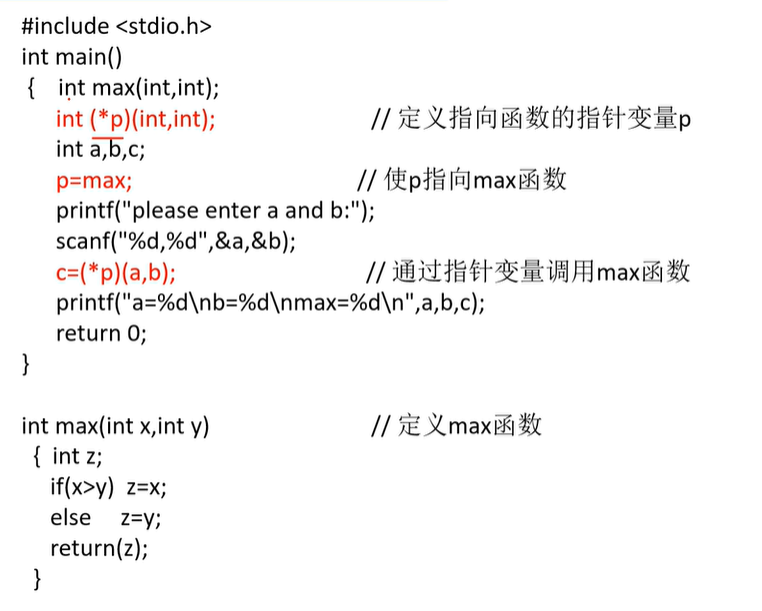 #include <stdio.h>
int main()
{ int max(int,int);
int (*p)(int,int); // 定义指向函数的指针变量p
int a,b,c;
p=max; // 使p指向max函数
printf("please enter a and b:");
scanf("%d,%d",&a,&b);
c=(*p)(a,b); // 通过指针变量调用max函数
printf("a=%d\nb=%d\nmax=%d\n",a,b,c);
return 0;
}
int max(int x,int y) // 定义max函数
{ int z;
if(x>y) z=x;
else z=y;
return(z);
}